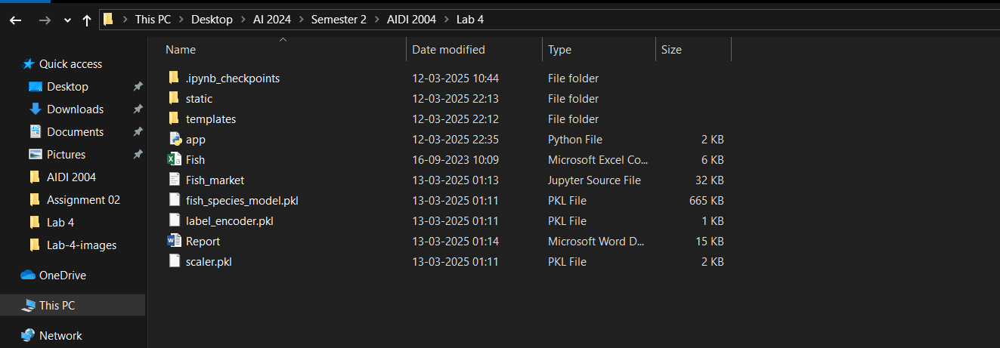 This PC > Desktop > AI 2024 > Semester 2 > AIDI 2004 > Lab 4
Name Date modified Type Size
Quick access
Desktop
Downloads
Documents
Pictures
AIDI 2004
Assignment 02
Lab 4
Lab-4-images
OneDrive
This PC
Network
.ipynb_checkpoints 12-03-2025 10:44 File folder
static 12-03-2025 22:13 File folder
templates 12-03-2025 22:12 File folder
app 12-03-2025 22:35 Python File 2 KB
Fish 16-09-2023 10:09 Microsoft Excel Co... 6 KB
Fish_market 13-03-2025 01:13 Jupyter Source File 32 KB
fish_species_model.pkl 13-03-2025 01:11 PKL File 665 KB
label_encoder.pkl 13-03-2025 01:11 PKL File 1 KB
Report 13-03-2025 01:14 Microsoft Word D... 15 KB
scaler.pkl 13-03-2025 01:11 PKL File 2 KB